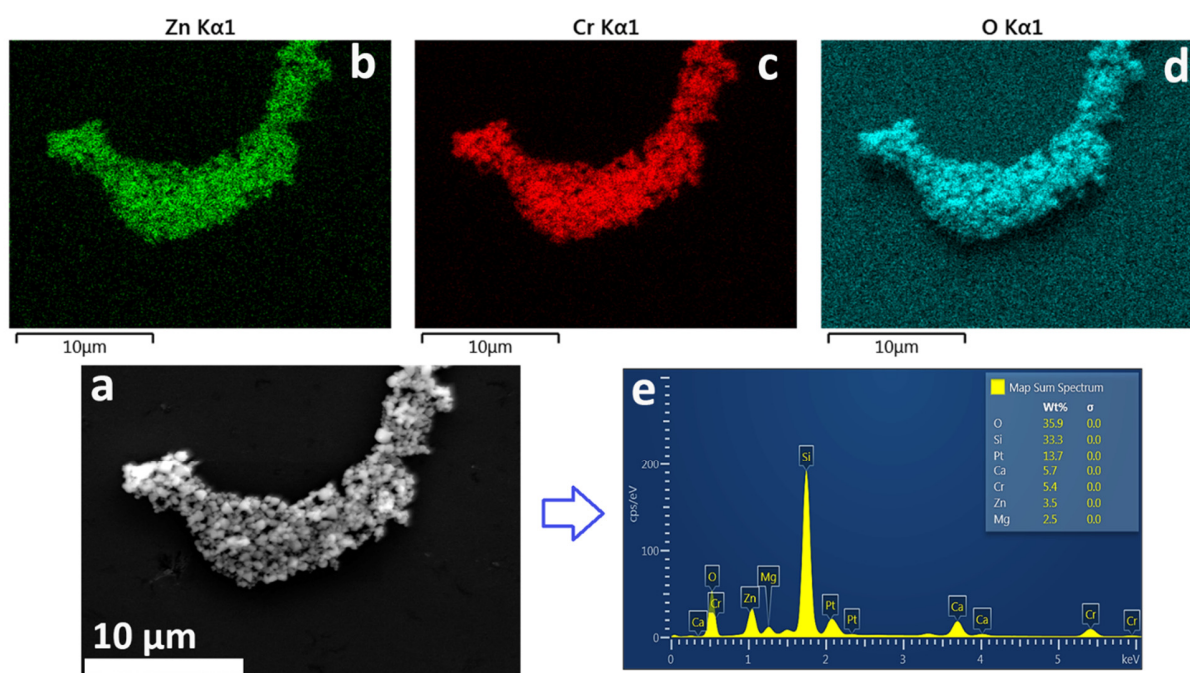 Zn Kα1
Cr Kα1
O Kα1
b
c
d
10μm
10μm
10μm
a
10 μm
e
Map Sum Spectrum
Wt% σ
O 35.9 0.0
Si 33.3 0.0
Pt 13.7 0.0
Ca 5.7 0.0
Cr 5.4 0.0
Zn 3.5 0.0
Mg 2.5 0.0
cps/eV
200
100
0
Si
O
Cr
Ca
Zn
Mg
Pt
Pt
Ca
Ca
Cr
Cr
0 1 2 3 4 5 keV